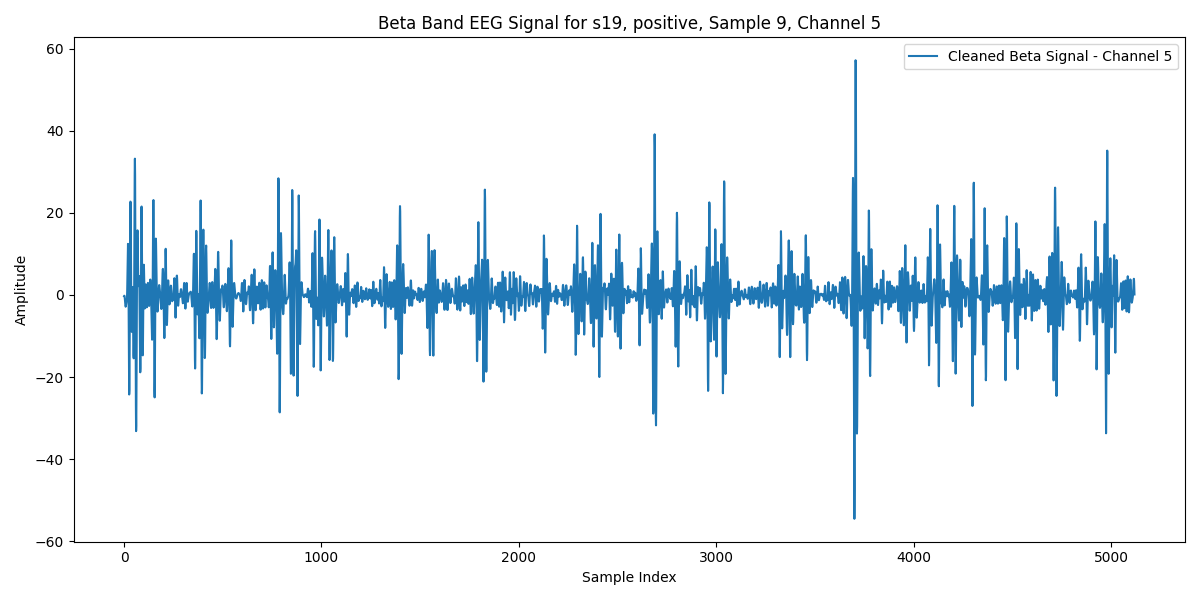 Beta Band EEG Signal for s19, positive, Sample 9, Channel 5
Cleaned Beta Signal - Channel 5
60
40
20
0
−20
−40
−60
Amplitude
0 1000 2000 3000 4000 5000
Sample Index